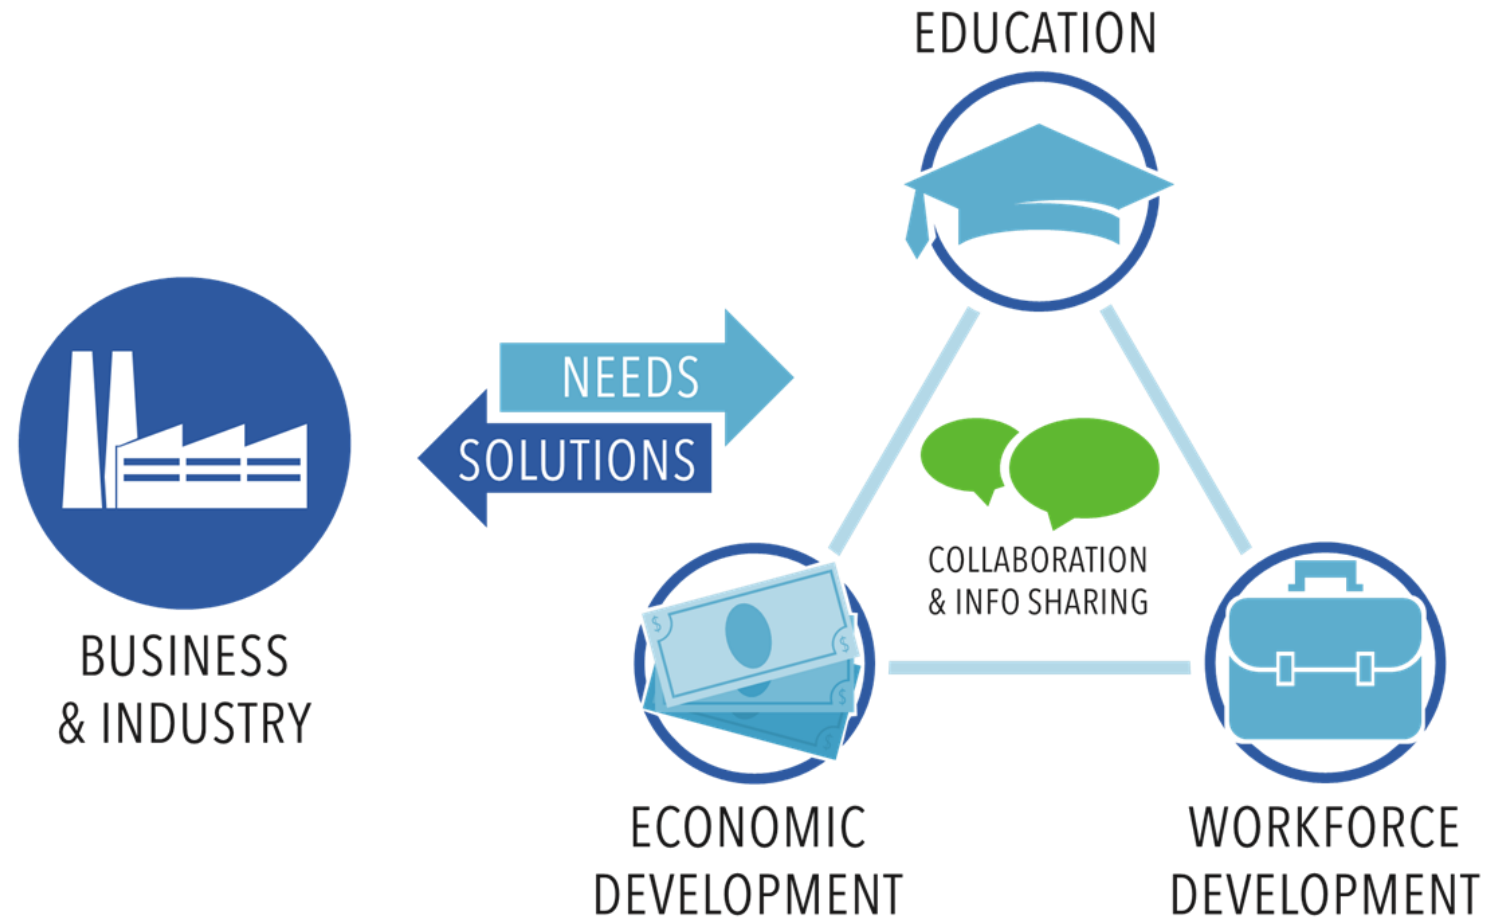 EDUCATION
NEEDS
SOLUTIONS
COLLABORATION
& INFO SHARING
BUSINESS
& INDUSTRY
$
$
$
$
ECONOMIC
DEVELOPMENT
WORKFORCE
DEVELOPMENT